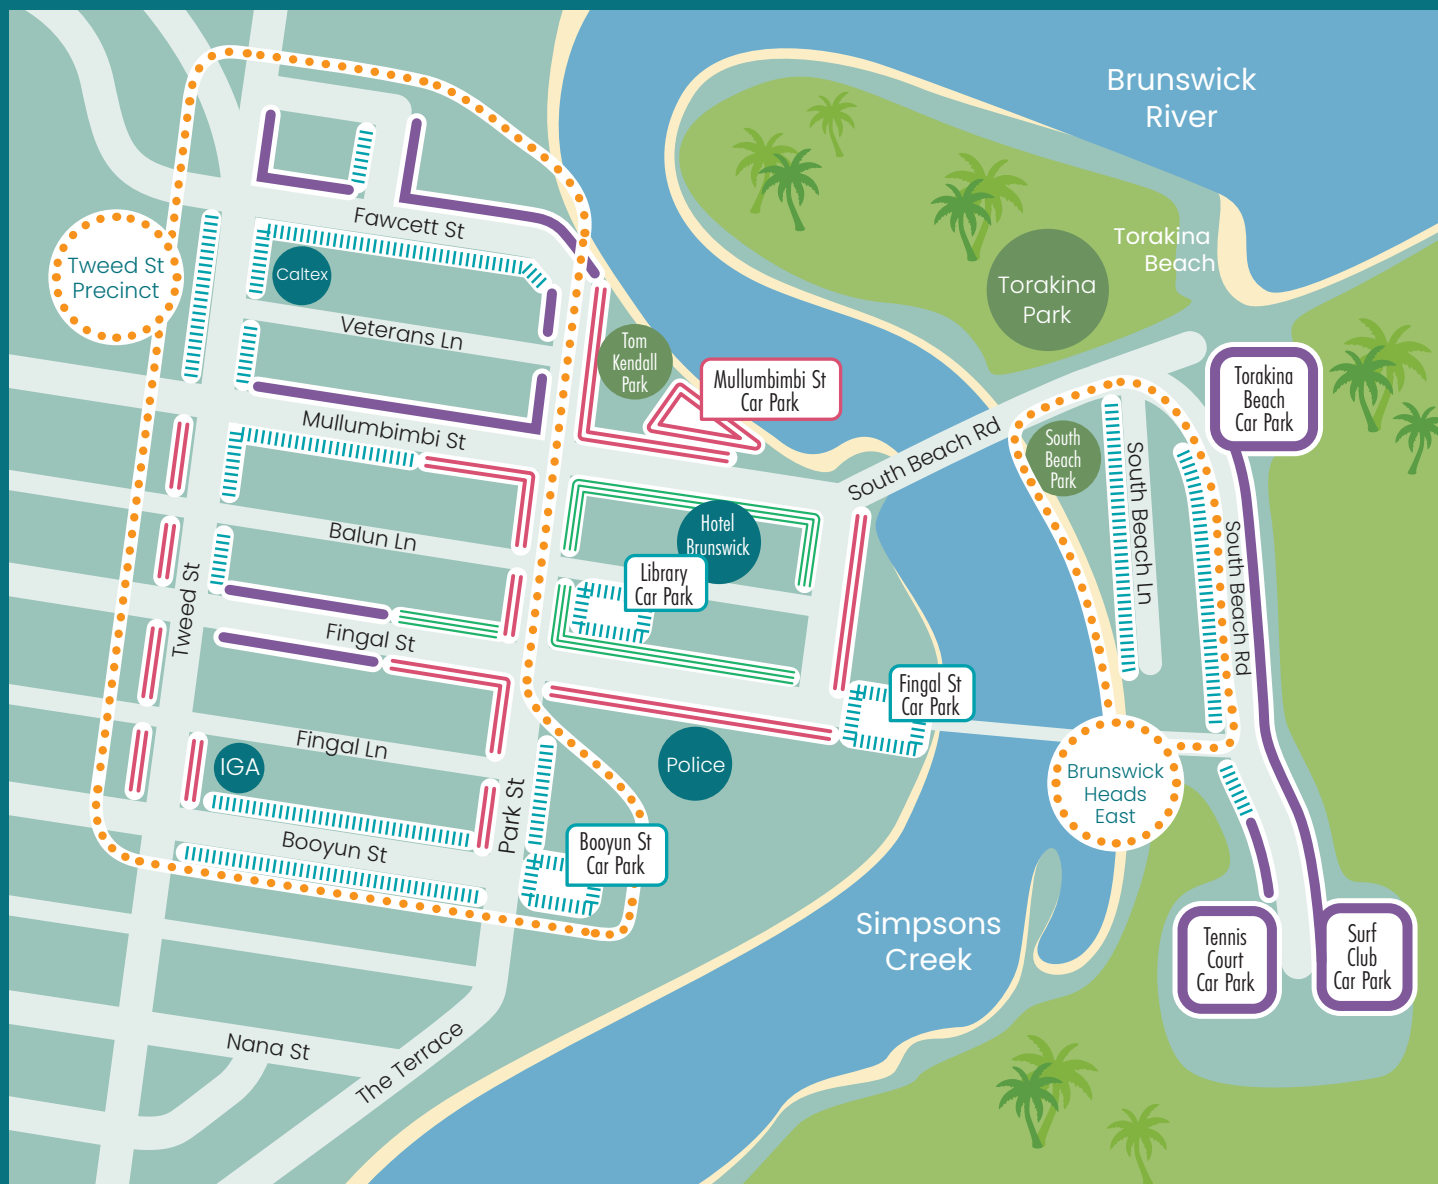 Brunswick
River
Torakina
Beach
Torakina
Park
Fawcett St
Tweed St
Precinct
Caltex
Veterans Ln
Tom
Kendall
Park
Mullumbimbi St
Car Park
Torakina
Beach
Car Park
Mullumbimbi St
South Beach Rd
South
Beach
Park
South Beach Ln
South Beach Rd
Hotel
Brunswick
Balun Ln
Library
Car Park
Tweed St
Fingal St
Fingal St
Car Park
Fingal Ln
IGA
Police
Brunswick
Heads
East
Park St
Booyun St
Booyun St
Car Park
Simpsons
Creek
Tennis
Court
Car Park
Surf
Club
Car Park
Nana St
The Terrace